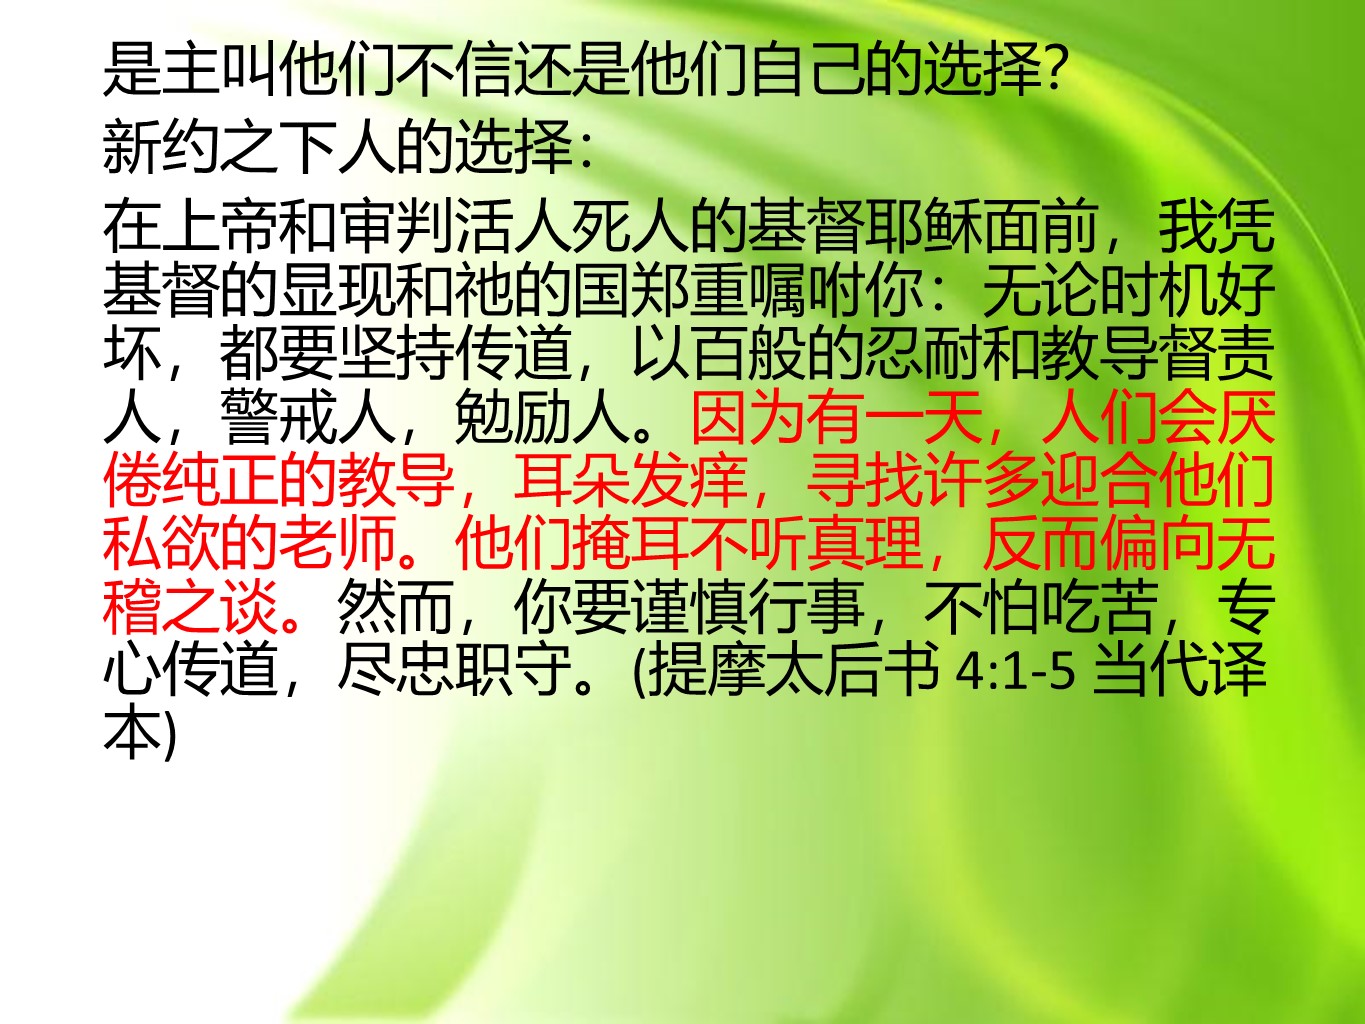 是主叫他们不信还是他们自己的选择？
新约之下人的选择：
在上帝和审判活人死人的基督耶稣面前，我凭
基督的显现和祂的国郑重嘱咐你：无论时机好
坏，都要坚持传道，以百般的忍耐和教导督责
人，警戒人，勉励人。因为有一天，人们会厌
倦纯正的教导，耳朵发痒，寻找许多迎合他们
私欲的老师。他们掩耳不听真理，反而偏向无
稽之谈。然而，你要谨慎行事，不怕吃苦，专
心传道，尽忠职守。(提摩太后书 4:1-5 当代译
本)